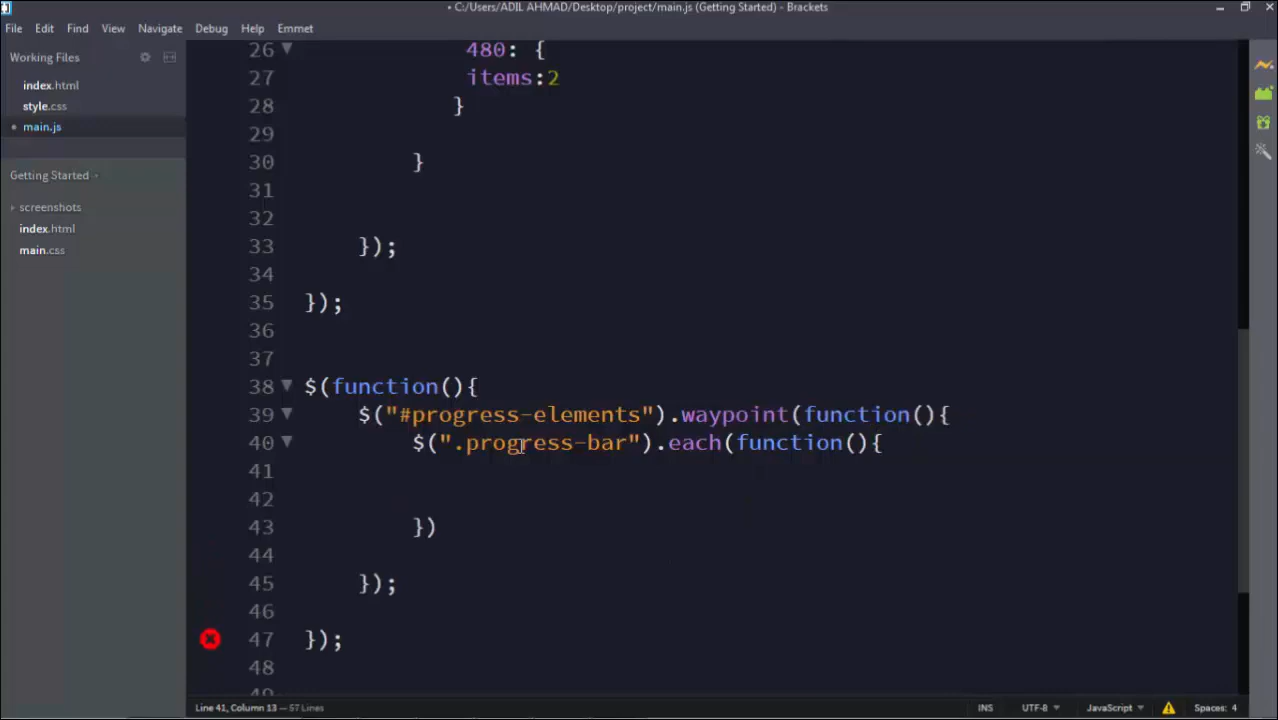 • C:/Users/ADIL AHMAD/Desktop/project/main.js (Getting Started) - Brackets
File Edit Find View Navigate Debug Help Emmet
Working Files
index.html
style.css
main.js
Getting Started
screenshots
index.html
main.css
26 480: {
27 items:2
28 }
29
30 }
31
32
33 });
34
35 });
36
37
38 $(function(){
39 $("#progress-elements").waypoint(function(){
40 $(".progress-bar").each(function(){
41
42
43 })
44
45 });
46
47 });
48
49
Line 41, Column 13 — 57 Lines
INS UTF-8 JavaScript Spaces: 4